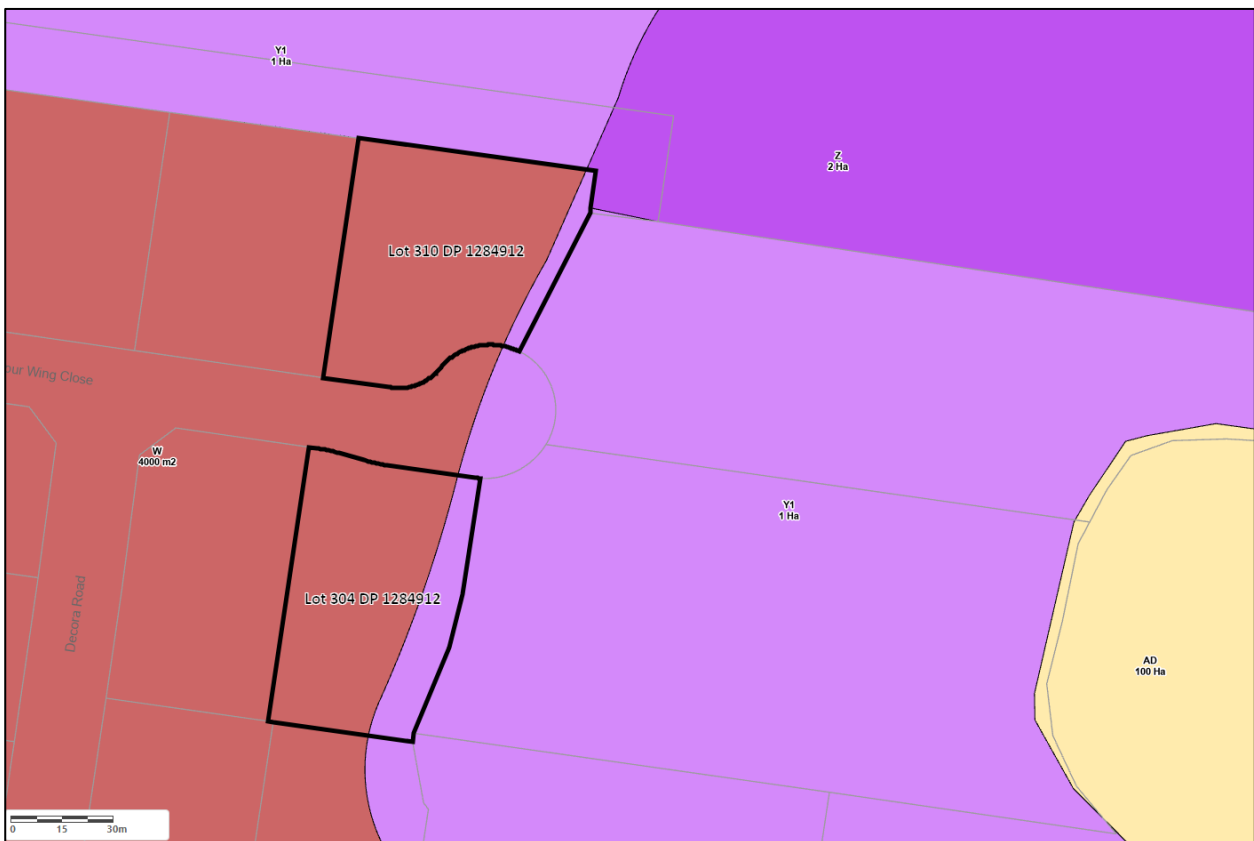 Y1
1 Ha
Z
2 Ha
Lot 310 DP 1284912
our Wing Close
W
4000 m2
Y1
1 Ha
Lot 304 DP 1284912
Decora Road
AD
100 Ha
0 15 30m